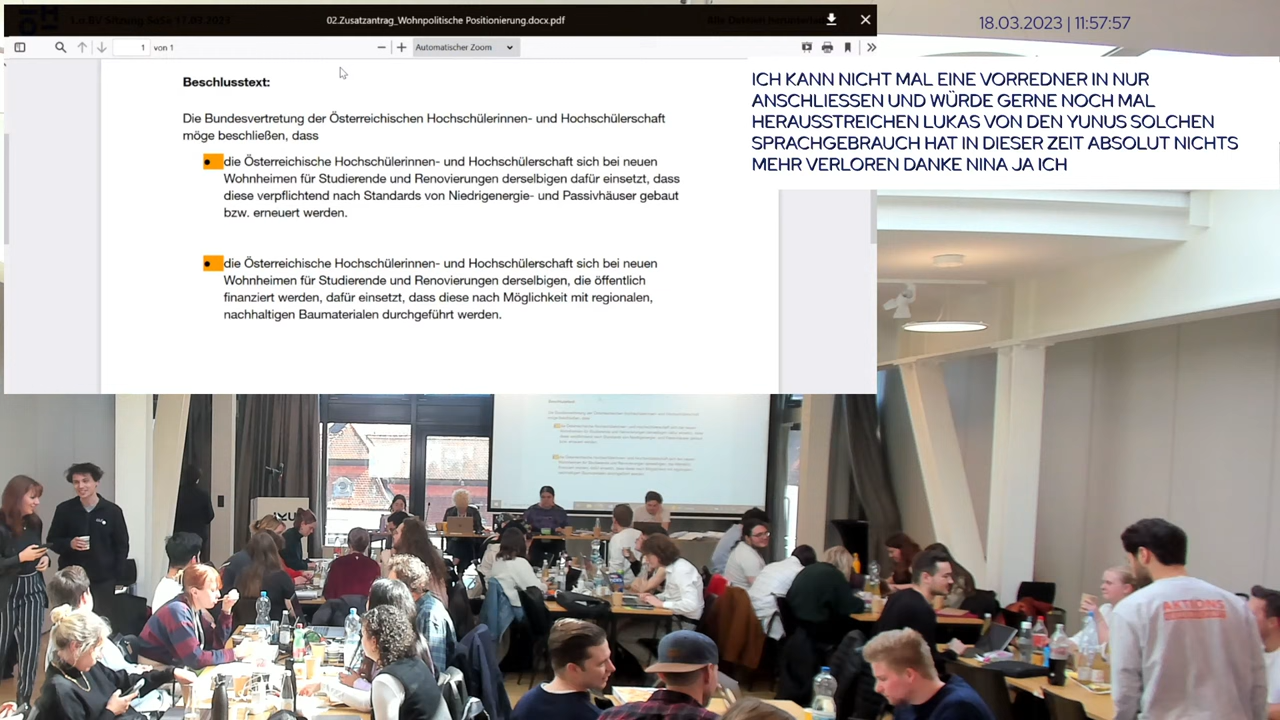 02.Zusatzantrag_Wohnpolitische Positionierung.docx.pdf
18.03.2023 | 11:57:57
1 von 1
Automatischer Zoom
ICH KANN NICHT MAL EINE VORREDNER IN NUR
ANSCHLIESSEN UND WÜRDE GERNE NOCH MAL
HERAUSSTREICHEN LUKAS VON DEN YUNUS SOLCHEN
SPRACHGEBRAUCH HAT IN DIESER ZEIT ABSOLUT NICHTS
MEHR VERLOREN DANKE NINA JA ICH
Beschlusstext:
Die Bundesvertretung der Österreichischen Hochschülerinnen- und Hochschülerschaft
möge beschließen, dass
die Österreichische Hochschülerinnen- und Hochschülerschaft sich bei neuen
Wohnheimen für Studierende und Renovierungen derselbigen dafür einsetzt, dass
diese verpflichtend nach Standards von Niedrigenergie- und Passivhäuser gebaut
bzw. erneuert werden.
die Österreichische Hochschülerinnen- und Hochschülerschaft sich bei neuen
Wohnheimen für Studierende und Renovierungen derselbigen, die öffentlich
finanziert werden, dafür einsetzt, dass diese nach Möglichkeit mit regionalen,
nachhaltigen Baumaterialen durchgeführt werden.
AKTIONS